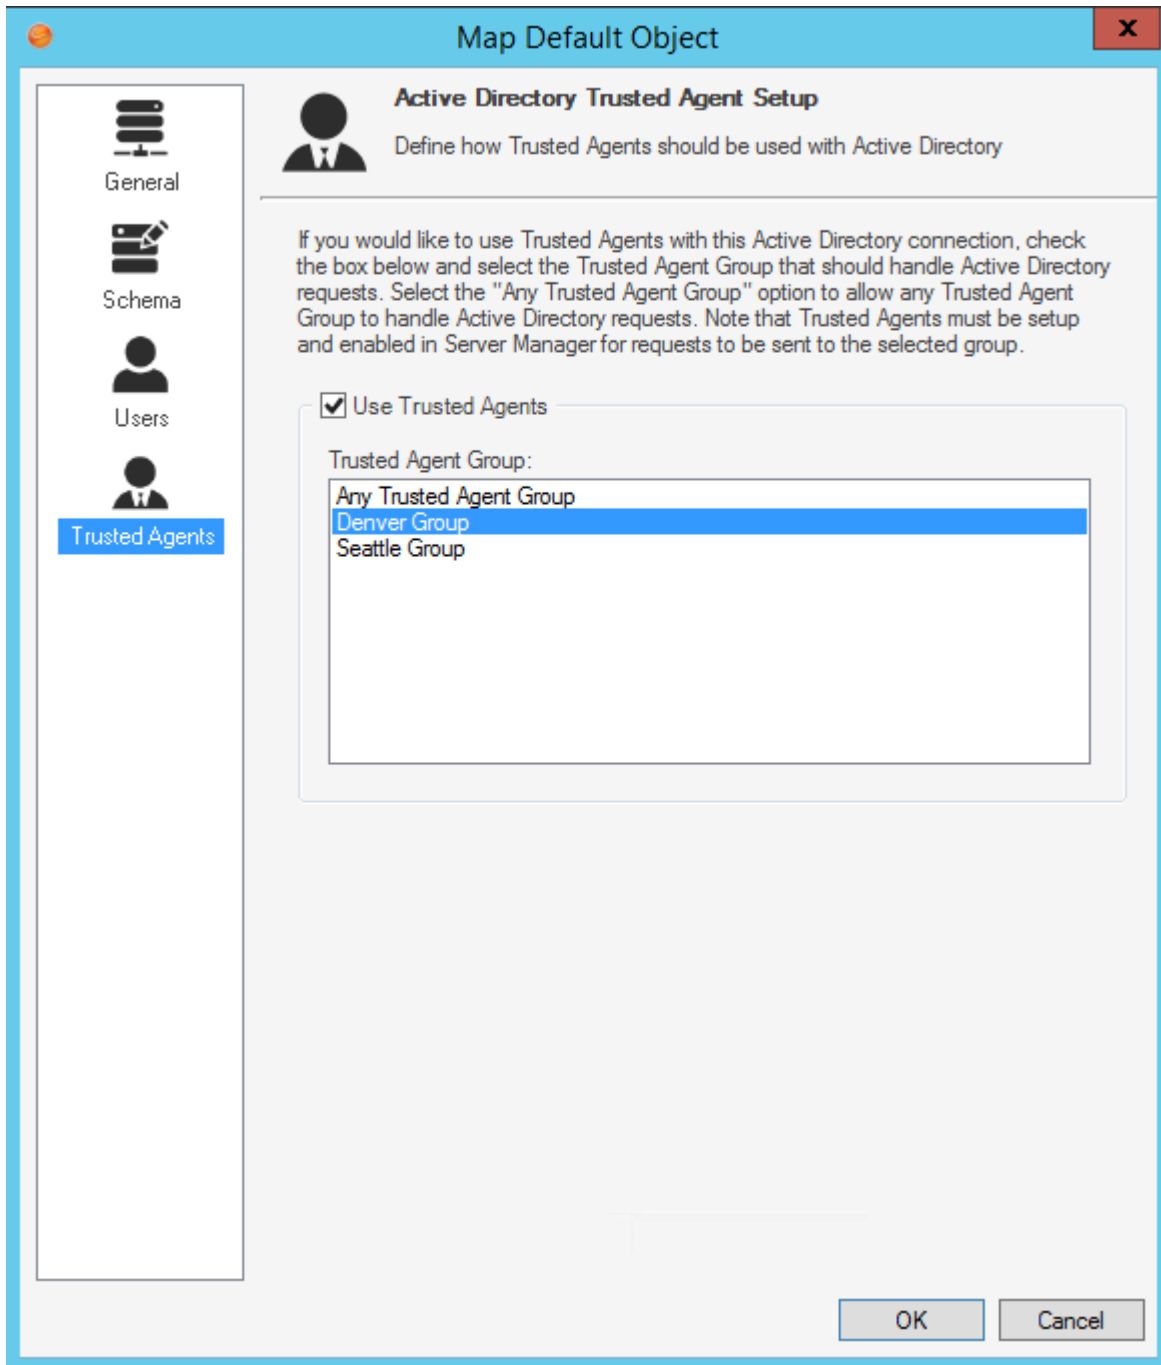 Map Default Object
x
General
Schema
Users
Trusted Agents
Active Directory Trusted Agent Setup
Define how Trusted Agents should be used with Active Directory
If you would like to use Trusted Agents with this Active Directory connection, check
the box below and select the Trusted Agent Group that should handle Active Directory
requests. Select the "Any Trusted Agent Group" option to allow any Trusted Agent
Group to handle Active Directory requests. Note that Trusted Agents must be setup
and enabled in Server Manager for requests to be sent to the selected group.
Use Trusted Agents
Trusted Agent Group:
Any Trusted Agent Group
Denver Group
Seattle Group
OK
Cancel